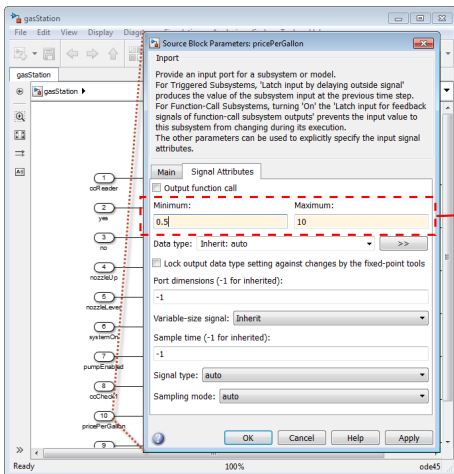 gasStation
File Edit View Display Diag
gasStation
gasStation
Source Block Parameters: pricePerGallon
Inport
Provide an input port for a subsystem or model.
For Triggered Subsystems, 'Latch input by delaying outside signal'
produces the value of the subsystem input at the previous time step.
For Function-Call Subsystems, turning 'On' the 'Latch input for feedback
signals of function-call subsystem outputs' prevents the input value to
this subsystem from changing during its execution.
The other parameters can be used to explicitly specify the input signal
attributes.
Main Signal Attributes
Output function call
Minimum: Maximum:
0.5 10
Data type: Inherit: auto >>
Lock output data type setting against changes by the fixed-point tools
Port dimensions (-1 for inherited):
-1
Variable-size signal: Inherit
Sample time (-1 for inherited):
-1
Signal type: auto
Sampling mode: auto
OK Cancel Help Apply
1
ccReader
2
yes
3
no
4
nozzleUp
5
nozzleLever
6
systemOn
7
pumpEnabled
8
ccCheck1
10
pricePerGallon
9
Ready 100% ode45